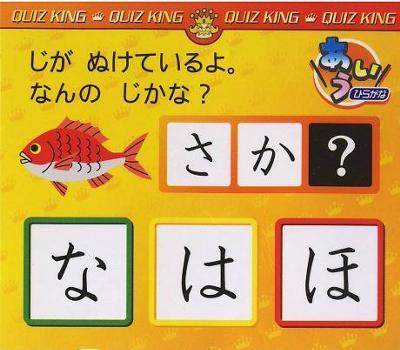 QUIZ KING QUIZ KING QUIZ KING QUIZ KING
じが ぬけているよ。
なんの じかな？
あいう
ひらがな
さ か ?
な は ほ